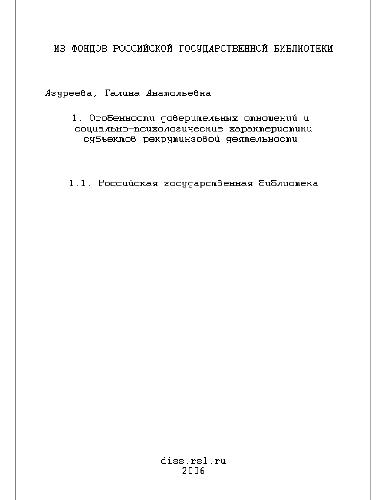 ИЗ ФОНДОВ РОССИЙСКОЙ ГОСУДАРСТВЕННОЙ БИБЛИОТЕКИ
Агуреева, Галина Анатольевна
1. Особенности доверительных отношений и
социально-психологические характеристики
субъектов рекрутинговой деятельности
1.1. Российская государственная библиотека
diss.rsl.ru
2006